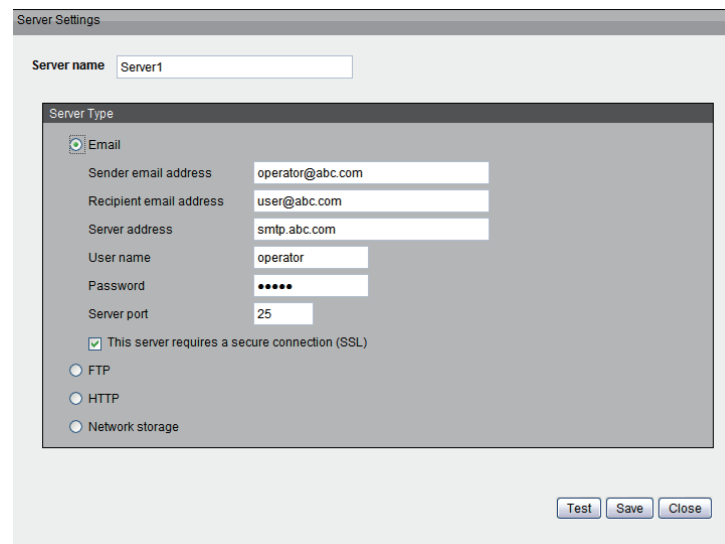 Server Settings
Server name Server1
Server Type
Email
Sender email address operator@abc.com
Recipient email address user@abc.com
Server address smtp.abc.com
User name operator
Password •••••
Server port 25
This server requires a secure connection (SSL)
FTP
HTTP
Network storage
Test Save Close